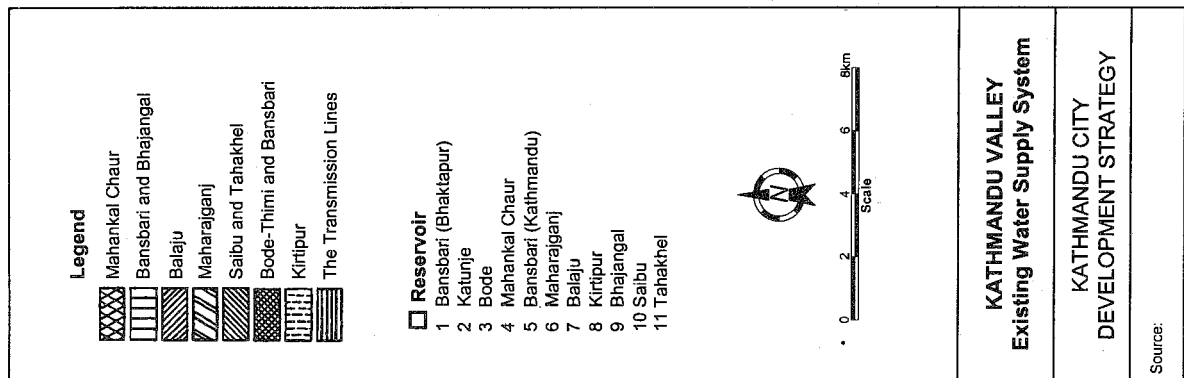 Legend
Mahankal Chaur
Bansbari and Bhajangal
Balaju
Maharajganj
Saibu and Tahakhel
Bode-Thimi and Bansbari
Kirtipur
The Transmission Lines
Reservoir
1 Bansbari (Bhaktapur)
2 Katunje
3 Bode
4 Mahankal Chaur
5 Bansbari (Kathmandu)
6 Maharajganj
7 Balaju
8 Kirtipur
9 Bhajangal
10 Saibu
11 Tahakhel
N
0 2 4 6 8km
Scale
KATHMANDU VALLEY
Existing Water Supply System
KATHMANDU CITY
DEVELOPMENT STRATEGY
Source: